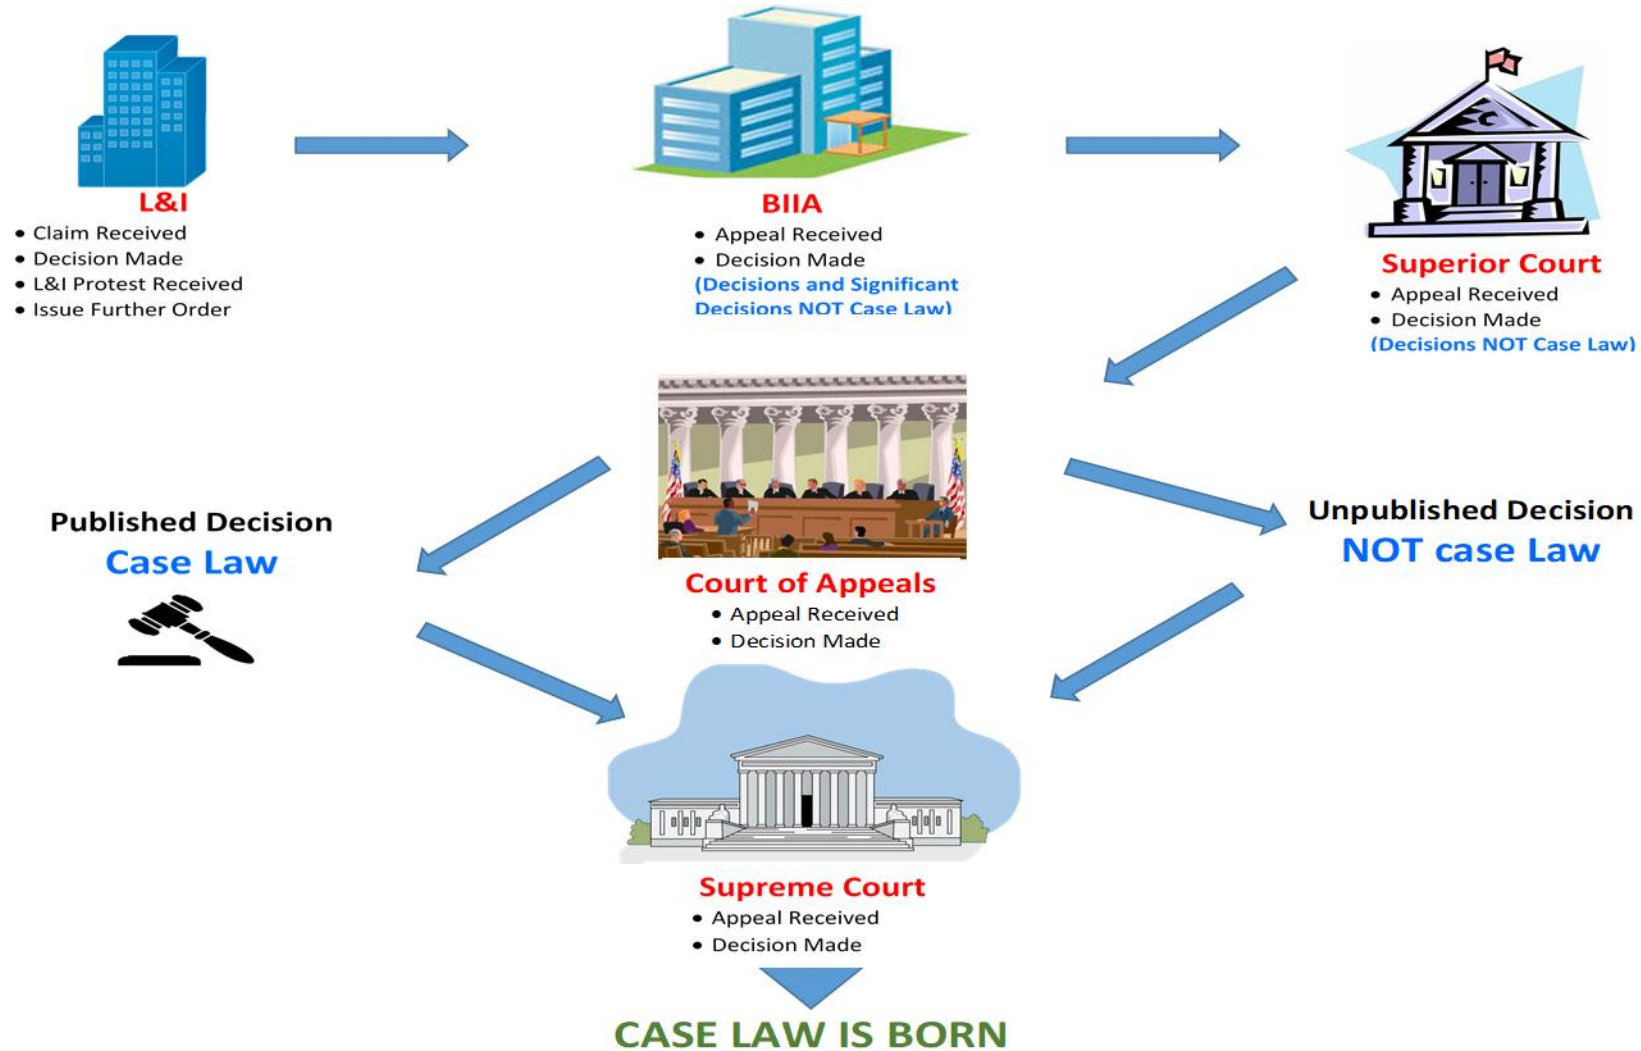 L&I
• Claim Received
• Decision Made
• L&I Protest Received
• Issue Further Order
BIIA
• Appeal Received
• Decision Made
(Decisions and Significant
Decisions NOT Case Law)
Superior Court
• Appeal Received
• Decision Made
(Decisions NOT Case Law)
Published Decision
Case Law
Court of Appeals
• Appeal Received
• Decision Made
Unpublished Decision
NOT case Law
Supreme Court
• Appeal Received
• Decision Made
CASE LAW IS BORN